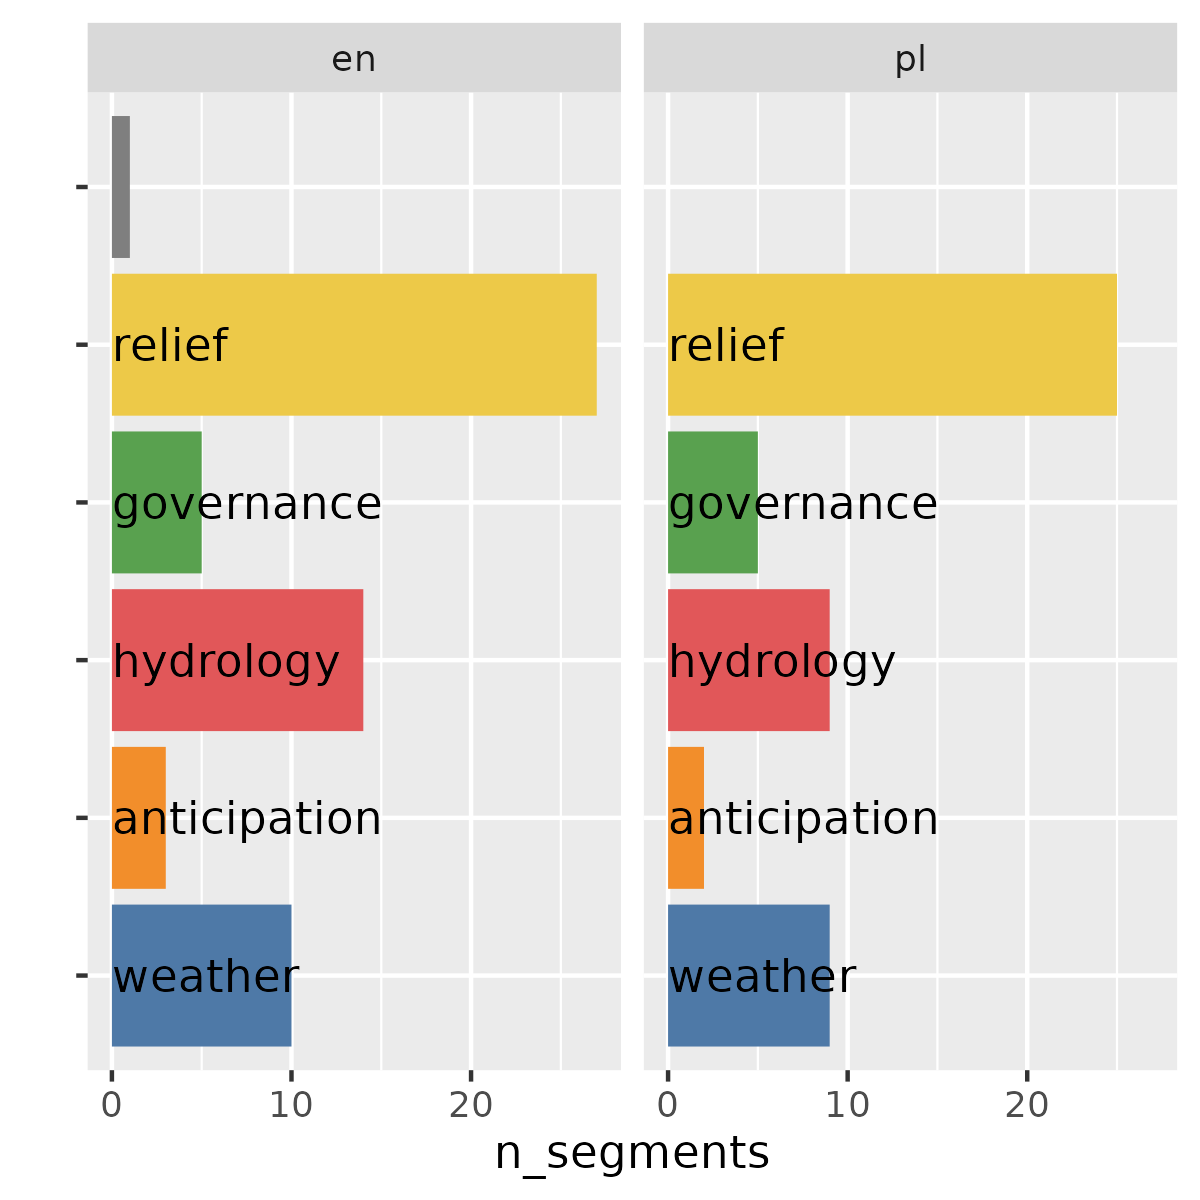 en
pl
relief
relief
governance
governance
hydrology
hydrology
anticipation
anticipation
weather
weather
0 10 20
0 10 20
n_segments